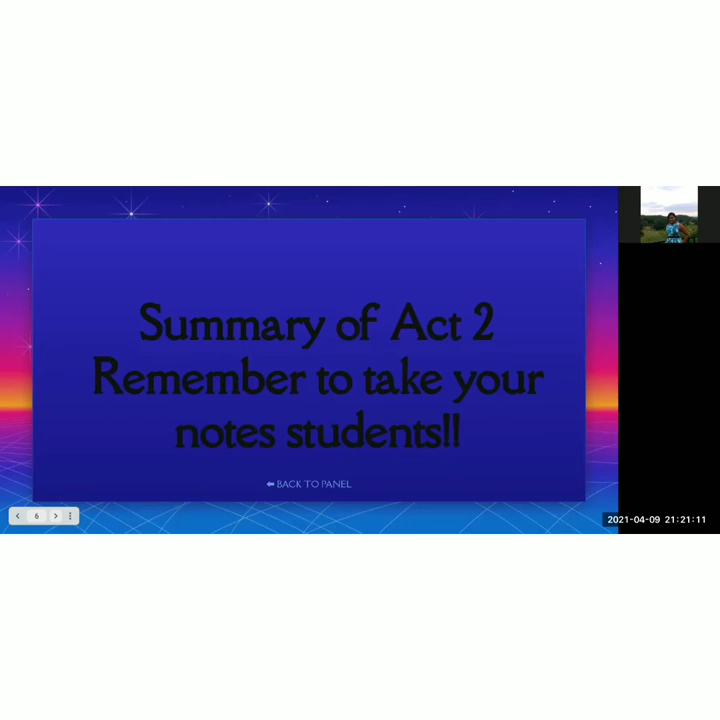 Summary of Act 2
Remember to take your
notes students!!
⬅ BACK TO PANEL
6
2021-04-09 21:21:11